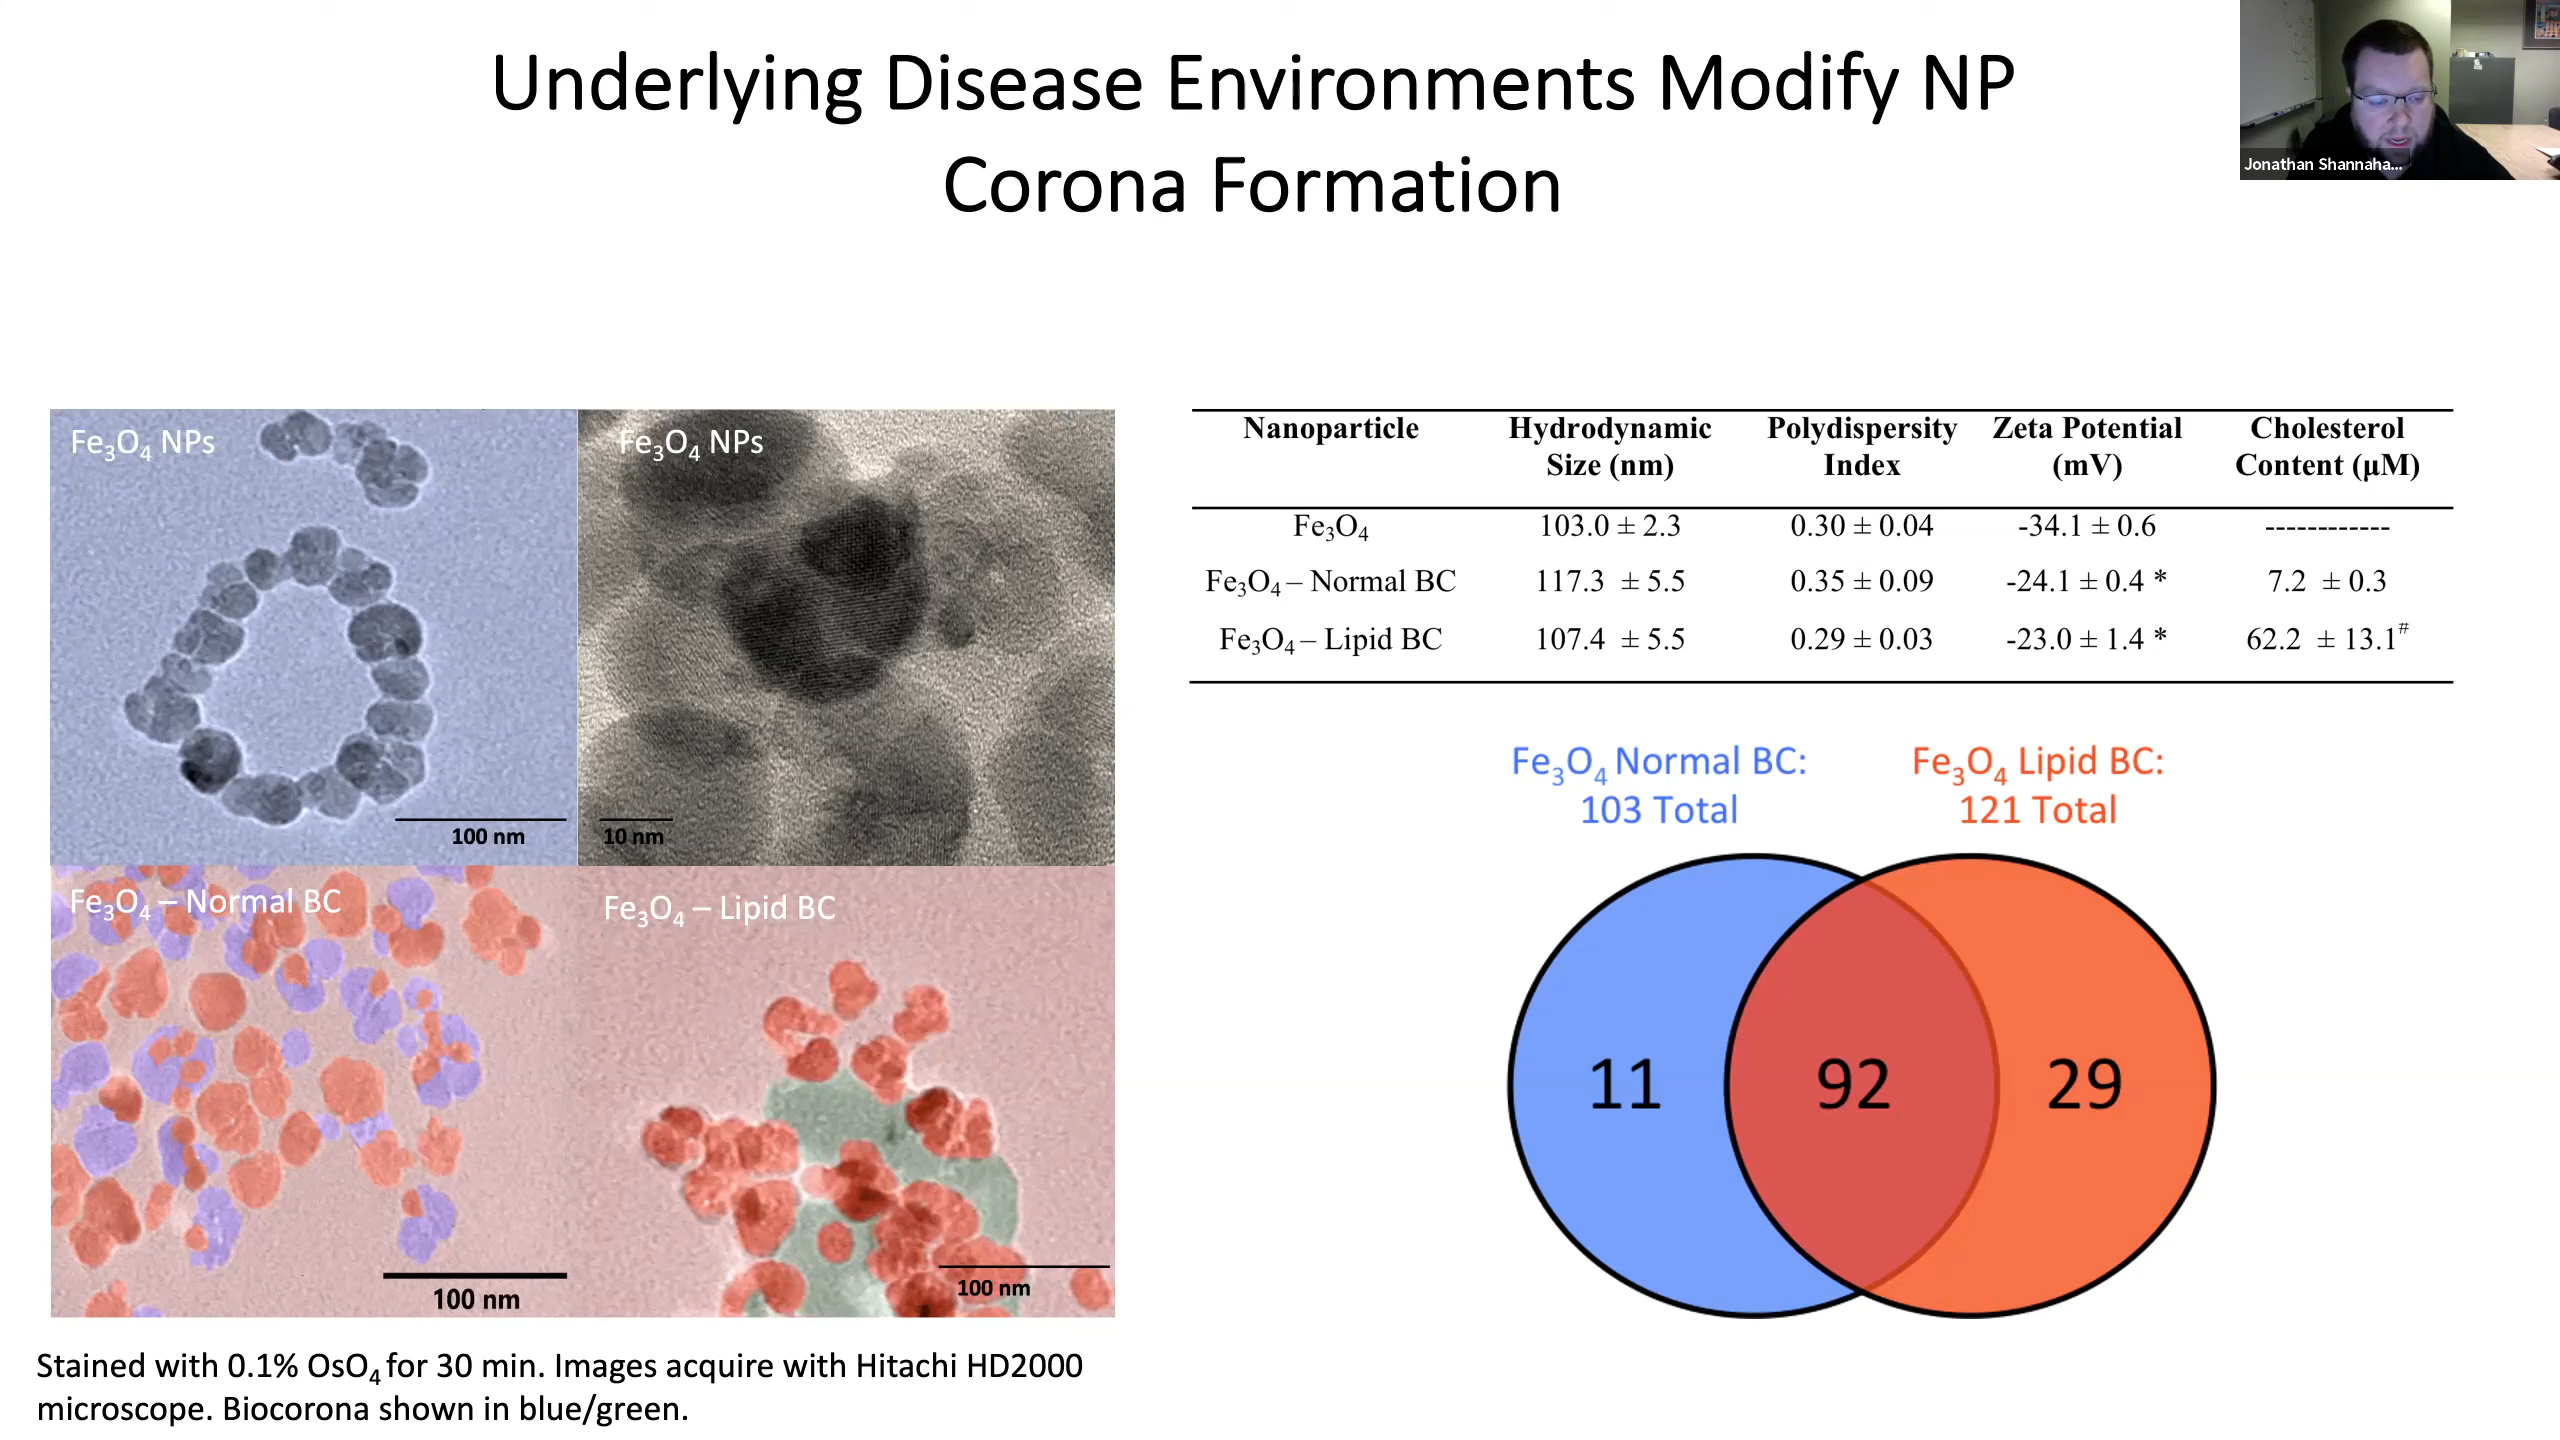 Underlying Disease Environments Modify NP
Corona Formation
Jonathan Shannaha...
Fe₃O₄ NPs
100 nm
Fe₃O₄ NPs
10 nm
Fe₃O₄ – Normal BC
100 nm
Fe₃O₄ – Lipid BC
100 nm
Stained with 0.1% OsO₄ for 30 min. Images acquire with Hitachi HD2000
microscope. Biocorona shown in blue/green.
Nanoparticle Hydrodynamic Polydispersity Zeta Potential Cholesterol
Size (nm) Index (mV) Content (μM)
Fe₃O₄ 103.0 ± 2.3 0.30 ± 0.04 -34.1 ± 0.6 ------------
Fe₃O₄ – Normal BC 117.3 ± 5.5 0.35 ± 0.09 -24.1 ± 0.4 * 7.2 ± 0.3
Fe₃O₄ – Lipid BC 107.4 ± 5.5 0.29 ± 0.03 -23.0 ± 1.4 * 62.2 ± 13.1#
Fe₃O₄ Normal BC:
103 Total
Fe₃O₄ Lipid BC:
121 Total
11 92 29